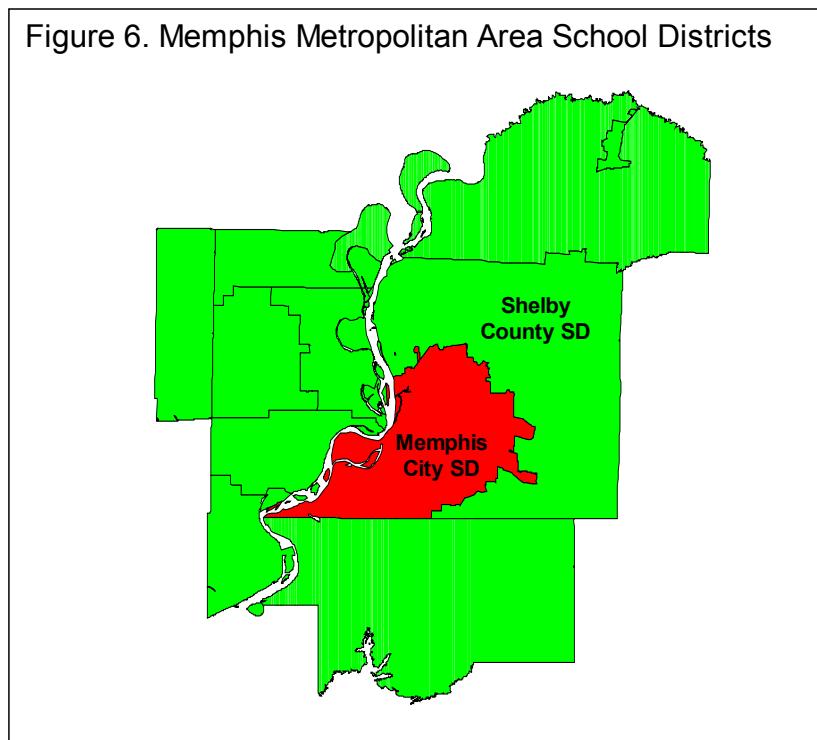 Figure 6. Memphis Metropolitan Area School Districts
Shelby
County SD
Memphis
City SD